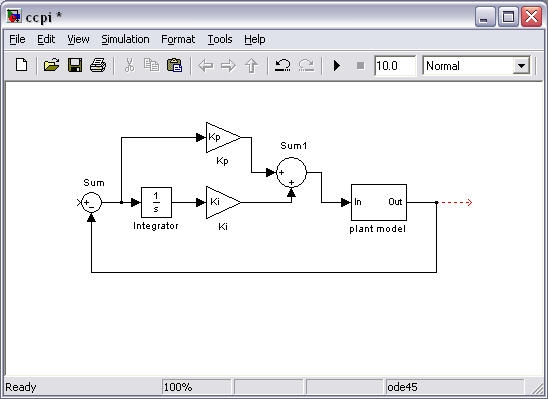 ccpi *
File Edit View Simulation Format Tools Help
10.0 Normal
Kp
Kp
Sum1
+
+
Sum
+
−
1
s
Integrator
Ki
Ki
In Out
plant model
Ready 100% ode45